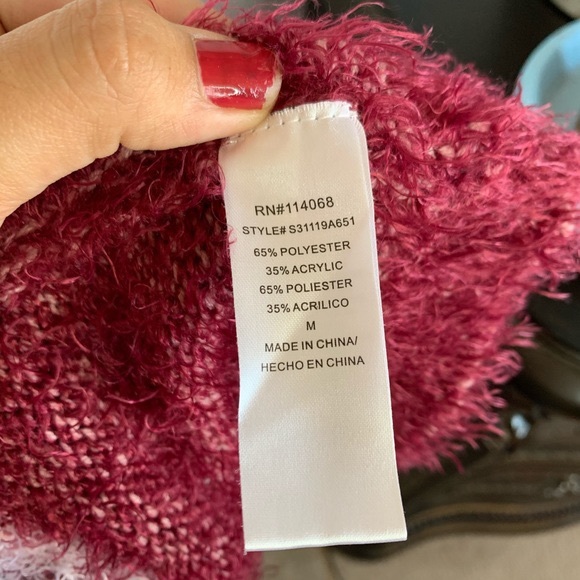 RN#114068
STYLE# S31119A651
65% POLYESTER
35% ACRYLIC
65% POLIESTER
35% ACRILICO
M
MADE IN CHINA/
HECHO EN CHINA